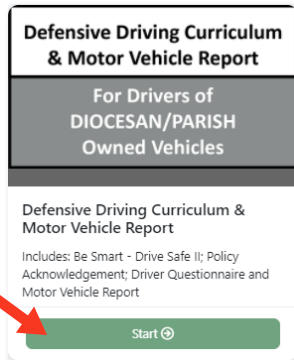 Defensive Driving Curriculum
& Motor Vehicle Report
For Drivers of
DIOCESAN/PARISH
Owned Vehicles
Defensive Driving Curriculum &
Motor Vehicle Report
Includes: Be Smart - Drive Safe II; Policy
Acknowledgement; Driver Questionnaire and
Motor Vehicle Report
Start